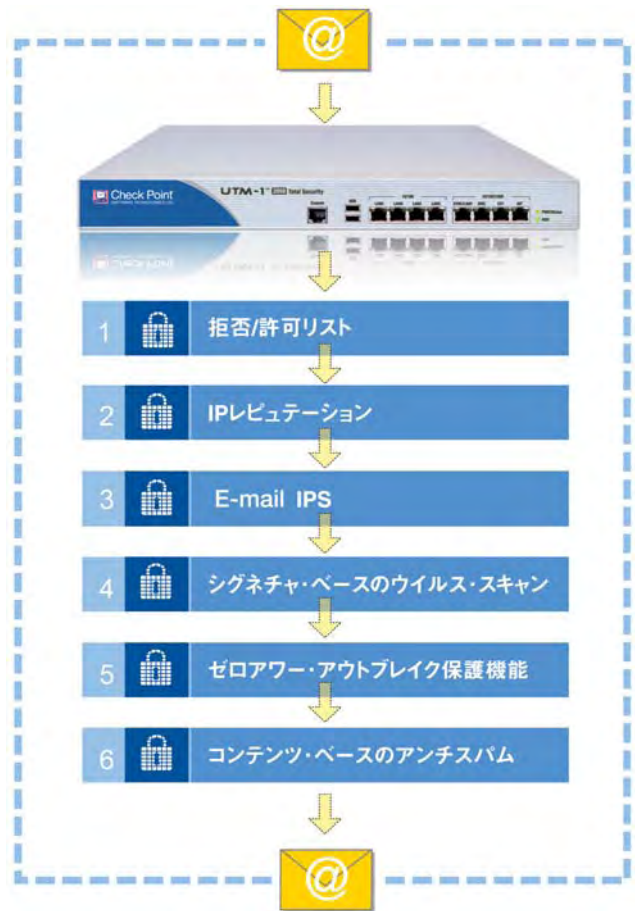 @
Check Point
SOFTWARE TECHNOLOGIES LTD.
UTM-1 Total Security
1 拒否/許可リスト
2 IPレピュテーション
3 E-mail IPS
4 シグネチャ・ベースのウイルス・スキャン
5 ゼロアワー・アウトブレイク保護機能
6 コンテンツ・ベースのアンチスパム
@